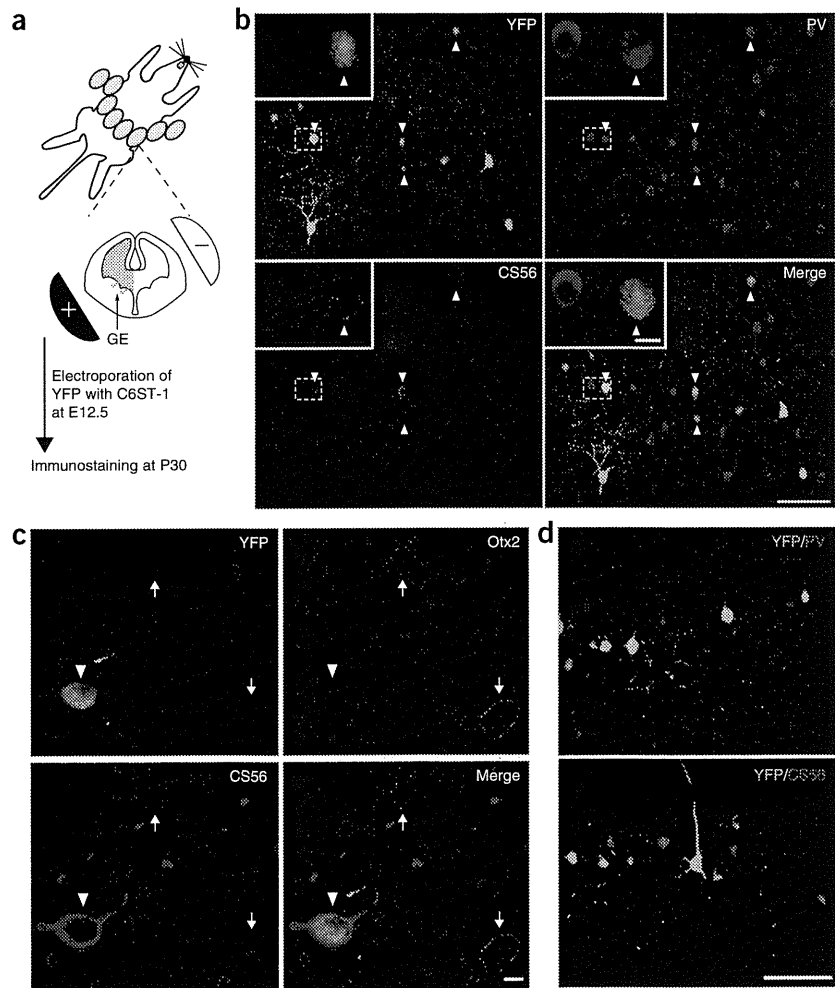 a
GE
Electroporation of
YFP with C6ST-1
at E12.5
Immunostaining at P30
b
YFP
PV
CS56
Merge
c
YFP
Otx2
CS56
Merge
d
YFP/PV
YFP/CS56
+
−